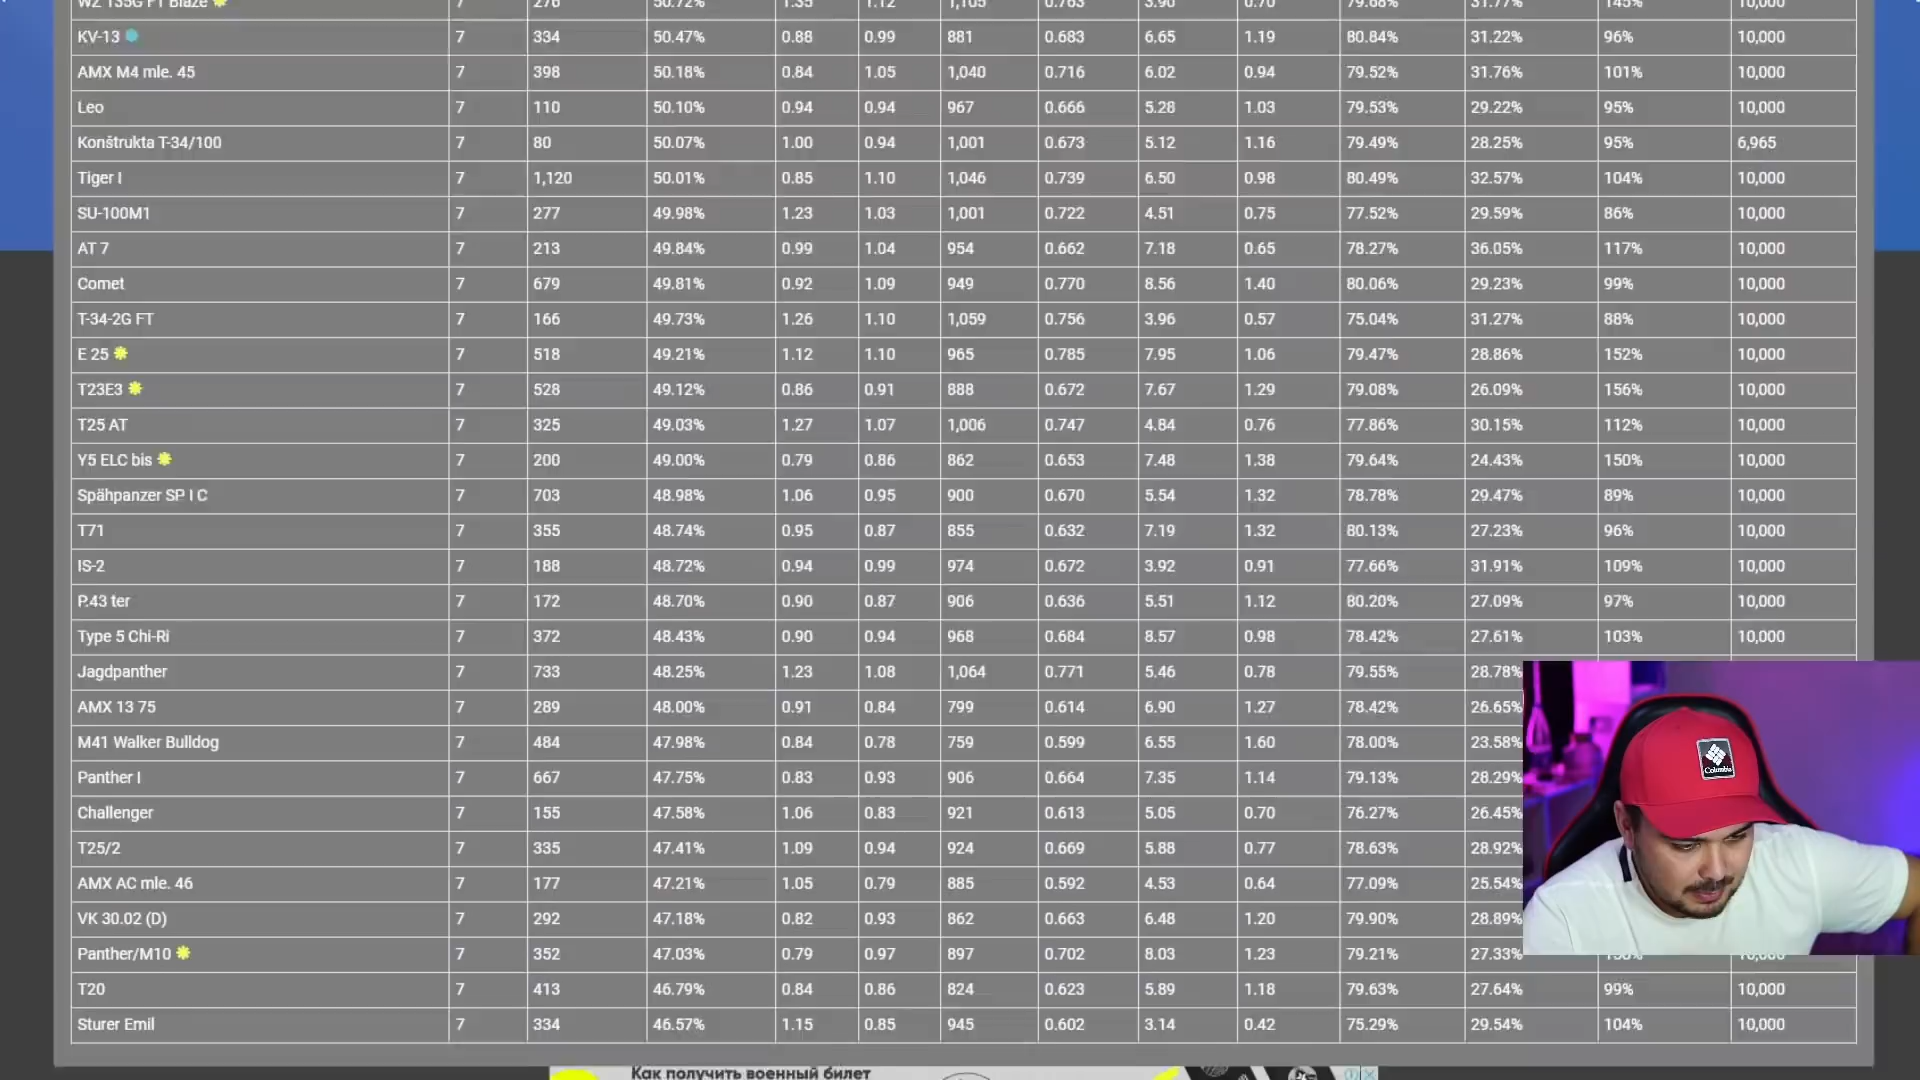 WZ 135G FT Blaze 7 276 50.72% 1.35 1.12 1,105 0.763 3.90 0.70 79.68% 31.77% 145% 10,000
KV-13 7 334 50.47% 0.88 0.99 881 0.683 6.65 1.19 80.84% 31.22% 96% 10,000
AMX M4 mle. 45 7 398 50.18% 0.84 1.05 1,040 0.716 6.02 0.94 79.52% 31.76% 101% 10,000
Leo 7 110 50.10% 0.94 0.94 967 0.666 5.28 1.03 79.53% 29.22% 95% 10,000
Konštrukta T-34/100 7 80 50.07% 1.00 0.94 1,001 0.673 5.12 1.16 79.49% 28.25% 95% 6,965
Tiger I 7 1,120 50.01% 0.85 1.10 1,046 0.739 6.50 0.98 80.49% 32.57% 104% 10,000
SU-100M1 7 277 49.98% 1.23 1.03 1,001 0.722 4.51 0.75 77.52% 29.59% 86% 10,000
AT 7 7 213 49.84% 0.99 1.04 954 0.662 7.18 0.65 78.27% 36.05% 117% 10,000
Comet 7 679 49.81% 0.92 1.09 949 0.770 8.56 1.40 80.06% 29.23% 99% 10,000
T-34-2G FT 7 166 49.73% 1.26 1.10 1,059 0.756 3.96 0.57 75.04% 31.27% 88% 10,000
E 25 7 518 49.21% 1.12 1.10 965 0.785 7.95 1.06 79.47% 28.86% 152% 10,000
T23E3 7 528 49.12% 0.86 0.91 888 0.672 7.67 1.29 79.08% 26.09% 156% 10,000
T25 AT 7 325 49.03% 1.27 1.07 1,006 0.747 4.84 0.76 77.86% 30.15% 112% 10,000
Y5 ELC bis 7 200 49.00% 0.79 0.86 862 0.653 7.48 1.38 79.64% 24.43% 150% 10,000
Spähpanzer SP I C 7 703 48.98% 1.06 0.95 900 0.670 5.54 1.32 78.78% 29.47% 89% 10,000
T71 7 355 48.74% 0.95 0.87 855 0.632 7.19 1.32 80.13% 27.23% 96% 10,000
IS-2 7 188 48.72% 0.94 0.99 974 0.672 3.92 0.91 77.66% 31.91% 109% 10,000
P.43 ter 7 172 48.70% 0.90 0.87 906 0.636 5.51 1.12 80.20% 27.09% 97% 10,000
Type 5 Chi-Ri 7 372 48.43% 0.90 0.94 968 0.684 8.57 0.98 78.42% 27.61% 103% 10,000
Jagdpanther 7 733 48.25% 1.23 1.08 1,064 0.771 5.46 0.78 79.55% 28.78%
AMX 13 75 7 289 48.00% 0.91 0.84 799 0.614 6.90 1.27 78.42% 26.65%
M41 Walker Bulldog 7 484 47.98% 0.84 0.78 759 0.599 6.55 1.60 78.00% 23.58%
Panther I 7 667 47.75% 0.83 0.93 906 0.664 7.35 1.14 79.13% 28.29%
Challenger 7 155 47.58% 1.06 0.83 921 0.613 5.05 0.70 76.27% 26.45%
T25/2 7 335 47.41% 1.09 0.94 924 0.669 5.88 0.77 78.63% 28.92%
AMX AC mle. 46 7 177 47.21% 1.05 0.79 885 0.592 4.53 0.64 77.09% 25.54%
VK 30.02 (D) 7 292 47.18% 0.82 0.93 862 0.663 6.48 1.20 79.90% 28.89%
Panther/M10 7 352 47.03% 0.79 0.97 897 0.702 8.03 1.23 79.21% 27.33% 10,000
T20 7 413 46.79% 0.84 0.86 824 0.623 5.89 1.18 79.63% 27.64% 99% 10,000
Sturer Emil 7 334 46.57% 1.15 0.85 945 0.602 3.14 0.42 75.29% 29.54% 104% 10,000
Columbia
Как получить военный билет